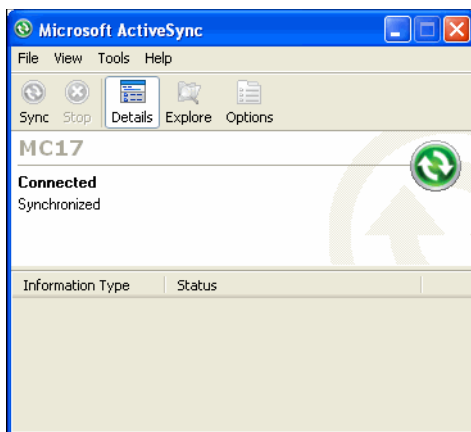 Microsoft ActiveSync
File View Tools Help
Sync Stop Details Explore Options
MC17
Connected
Synchronized
Information Type Status